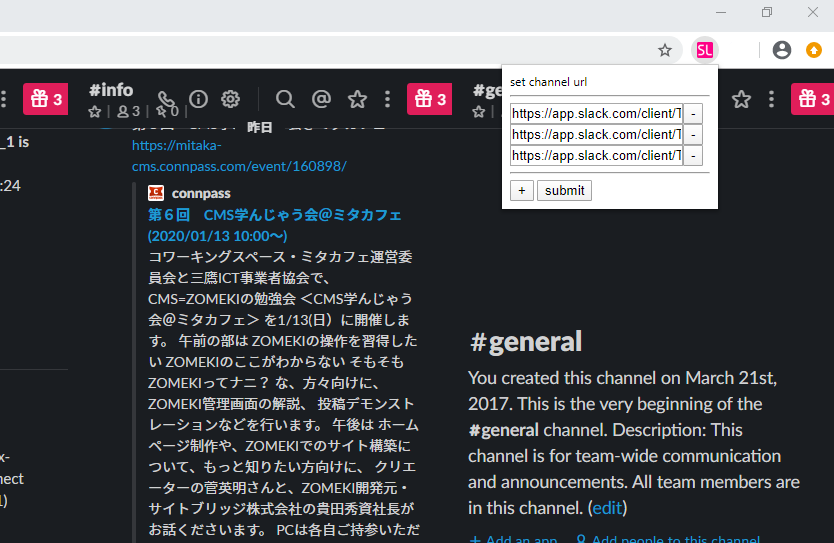 SL
set channel url
https://app.slack.com/client/T -
https://app.slack.com/client/T -
https://app.slack.com/client/T -
+ submit
3
#info
3 0
3
#ge
3
_1 is
:24
昨日
https://mitaka-
cms.connpass.com/event/160898/
connpass
第６回　CMS学んじゃう会@ミタカフェ
(2020/01/13 10:00〜)
コワーキングスペース・ミタカフェ運営委
員会と三鷹ICT事業者協会で、
CMS=ZOMEKIの勉強会 ＜CMS学んじゃう
会@ミタカフェ＞ を1/13(日）に開催しま
す。 午前の部は ZOMEKIの操作を習得した
い ZOMEKIのここがわからない そもそも
ZOMEKIってナニ？ な、方々向けに、
ZOMEKI管理画面の解説、 投稿デモンスト
レーションなどを行います。 午後は ホーム
ページ制作や、ZOMEKIでのサイト構築に
ついて、もっと知りたい方向けに、 クリエ
ーターの菅英明さんと、ZOMEKI開発元・
サイトブリッジ株式会社の貴田秀資社長が
お話くださいます。 PCは各自ご持参いただ
x-
nect
)
#general
You created this channel on March 21st,
2017. This is the very beginning of the
#general channel. Description: This
channel is for team-wide communication
and announcements. All team members are
in this channel. (edit)
+ Add an app Add people to this channel